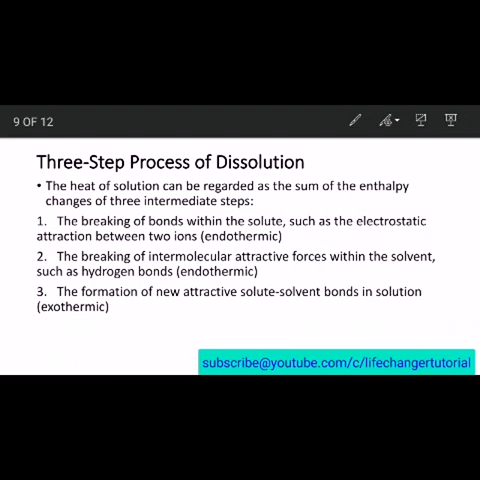 9 OF 12
Three-Step Process of Dissolution
• The heat of solution can be regarded as the sum of the enthalpy
changes of three intermediate steps:
1. The breaking of bonds within the solute, such as the electrostatic
attraction between two ions (endothermic)
2. The breaking of intermolecular attractive forces within the solvent,
such as hydrogen bonds (endothermic)
3. The formation of new attractive solute-solvent bonds in solution
(exothermic)
subscribe@youtube.com/c/lifechangertutorial